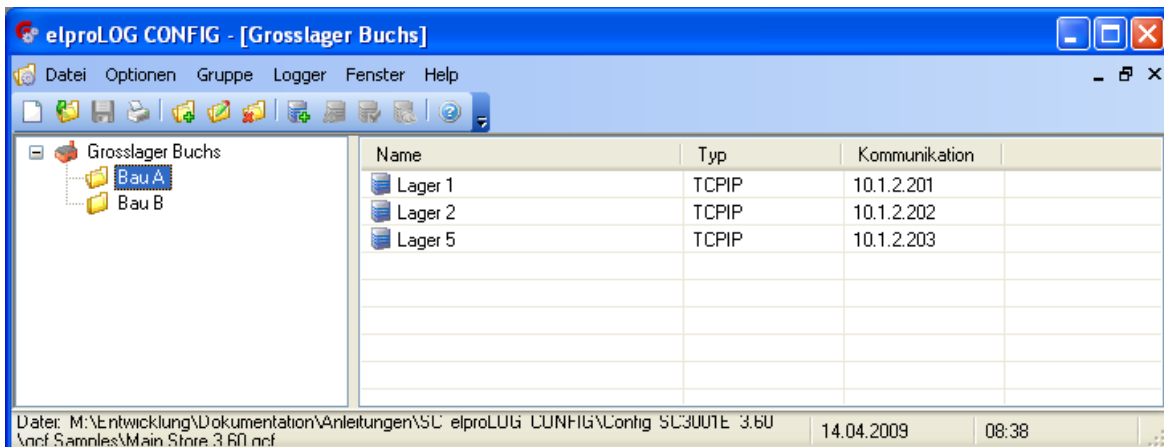 elproLOG CONFIG - [Grosslager Buchs]
Datei Optionen Gruppe Logger Fenster Help
Grosslager Buchs
Bau A
Bau B
Name Typ Kommunikation
Lager 1 TCPIP 10.1.2.201
Lager 2 TCPIP 10.1.2.202
Lager 5 TCPIP 10.1.2.203
Datei: M:\Entwicklung\Dokumentation\Anleitungen\SC elproLOG CONFIG\Config SC3001E 3.60
\gcf Samples\Main Store 3.60.gcf
14.04.2009 08:38